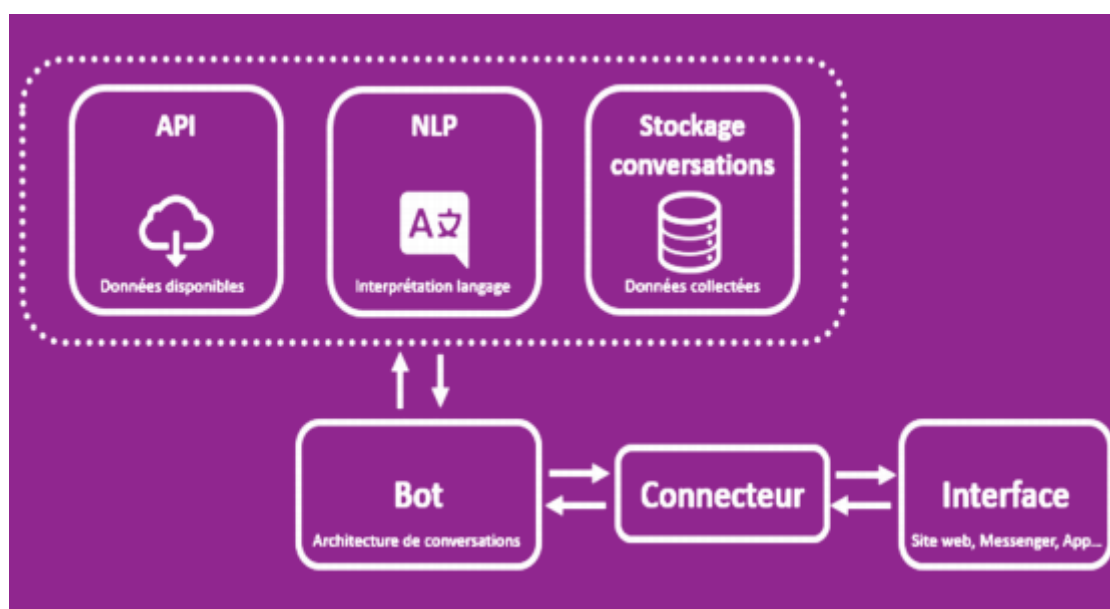 API
Données disponibles
NLP
A文
Interprétation langage
Stockage
conversations
Données collectées
Bot
Architecture de conversations
Connecteur
Interface
Site web, Messenger, App...